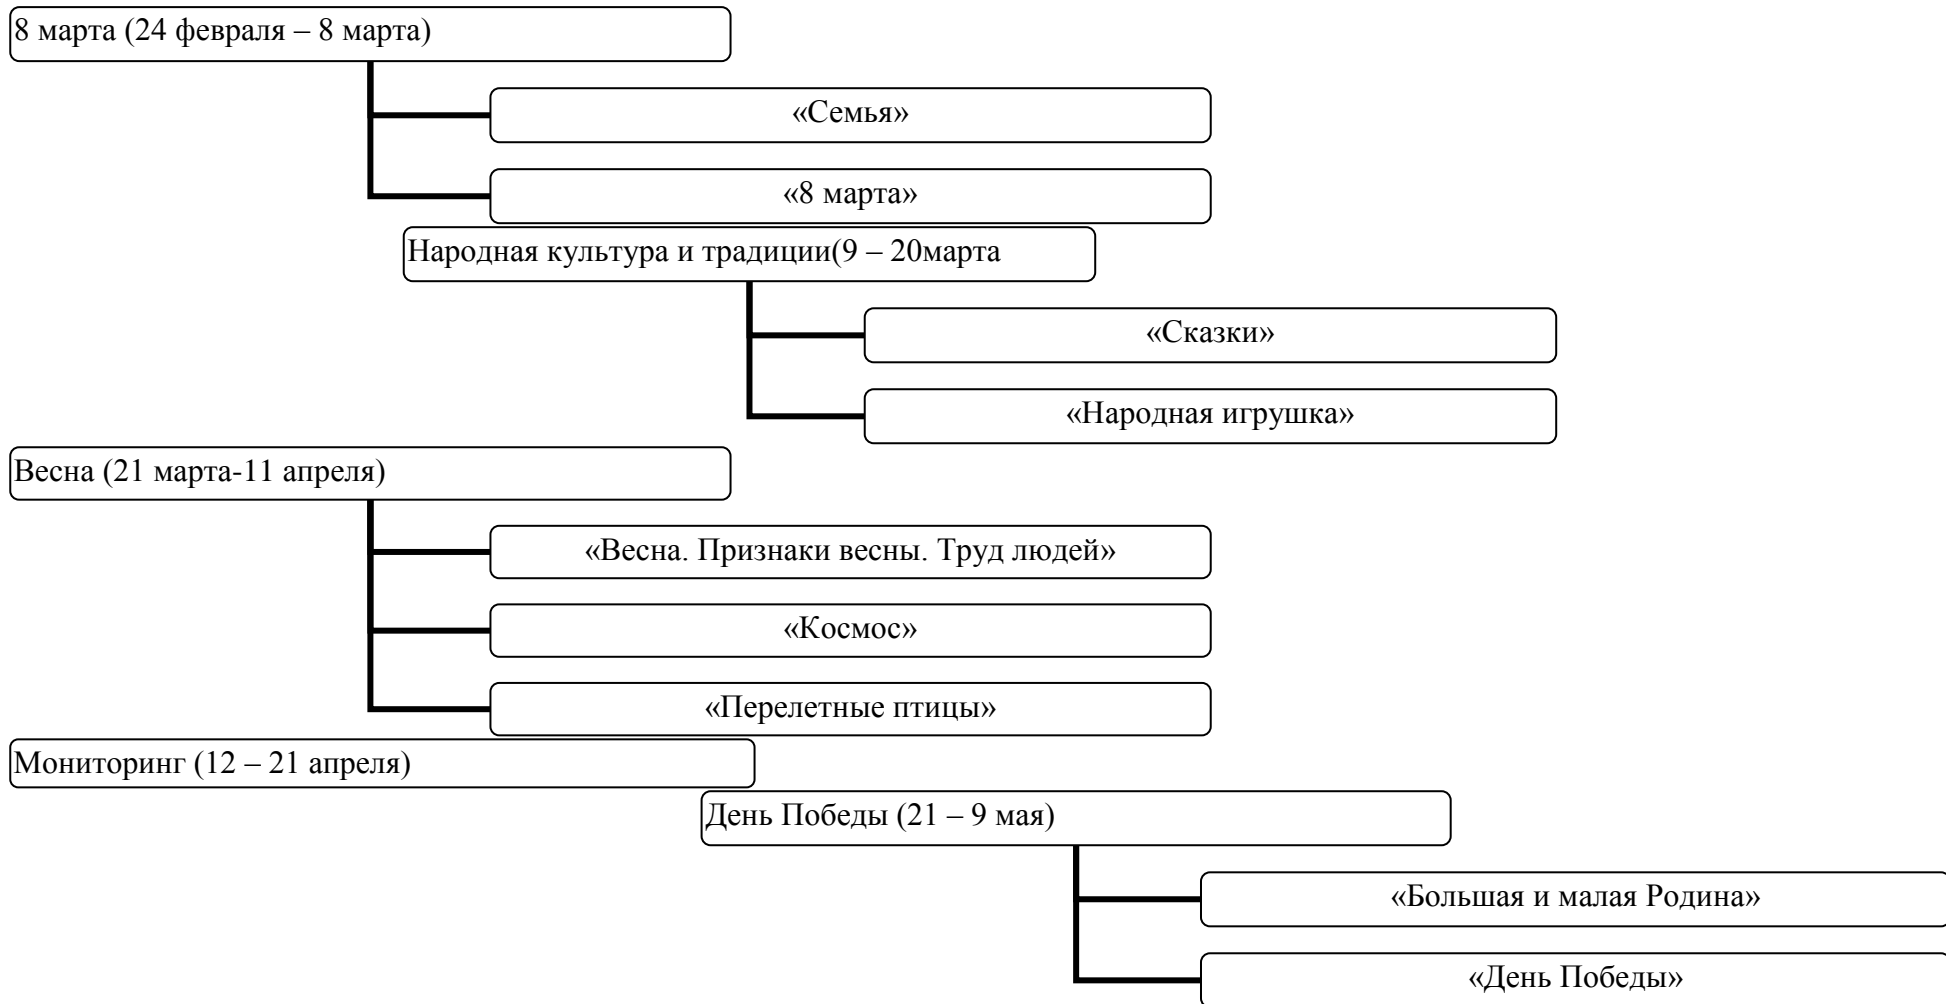 8 марта (24 февраля – 8 марта)
«Семья»
«8 марта»
Народная культура и традиции(9 – 20марта
«Сказки»
«Народная игрушка»
Весна (21 марта-11 апреля)
«Весна. Признаки весны. Труд людей»
«Космос»
«Перелетные птицы»
Мониторинг (12 – 21 апреля)
День Победы (21 – 9 мая)
«Большая и малая Родина»
«День Победы»